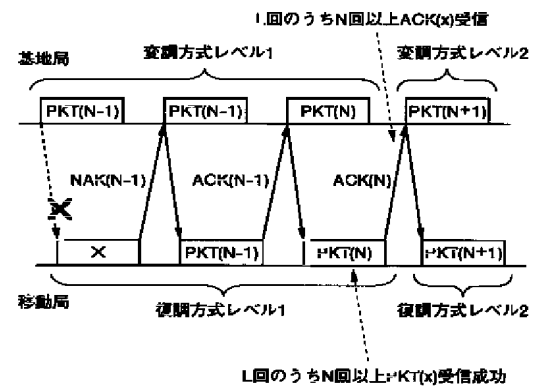 L回のうちN回以上ACK(x)受信
基地局
変調方式レベル1
変調方式レベル2
PKT(N-1)
PKT(N-1)
PKT(N)
PKT(N+1)
NAK(N-1)
ACK(N-1)
ACK(N)
×
PKT(N-1)
PKT(N)
PKT(N+1)
移動局
復調方式レベル1
復調方式レベル2
L回のうちN回以上PKT(x)受信成功